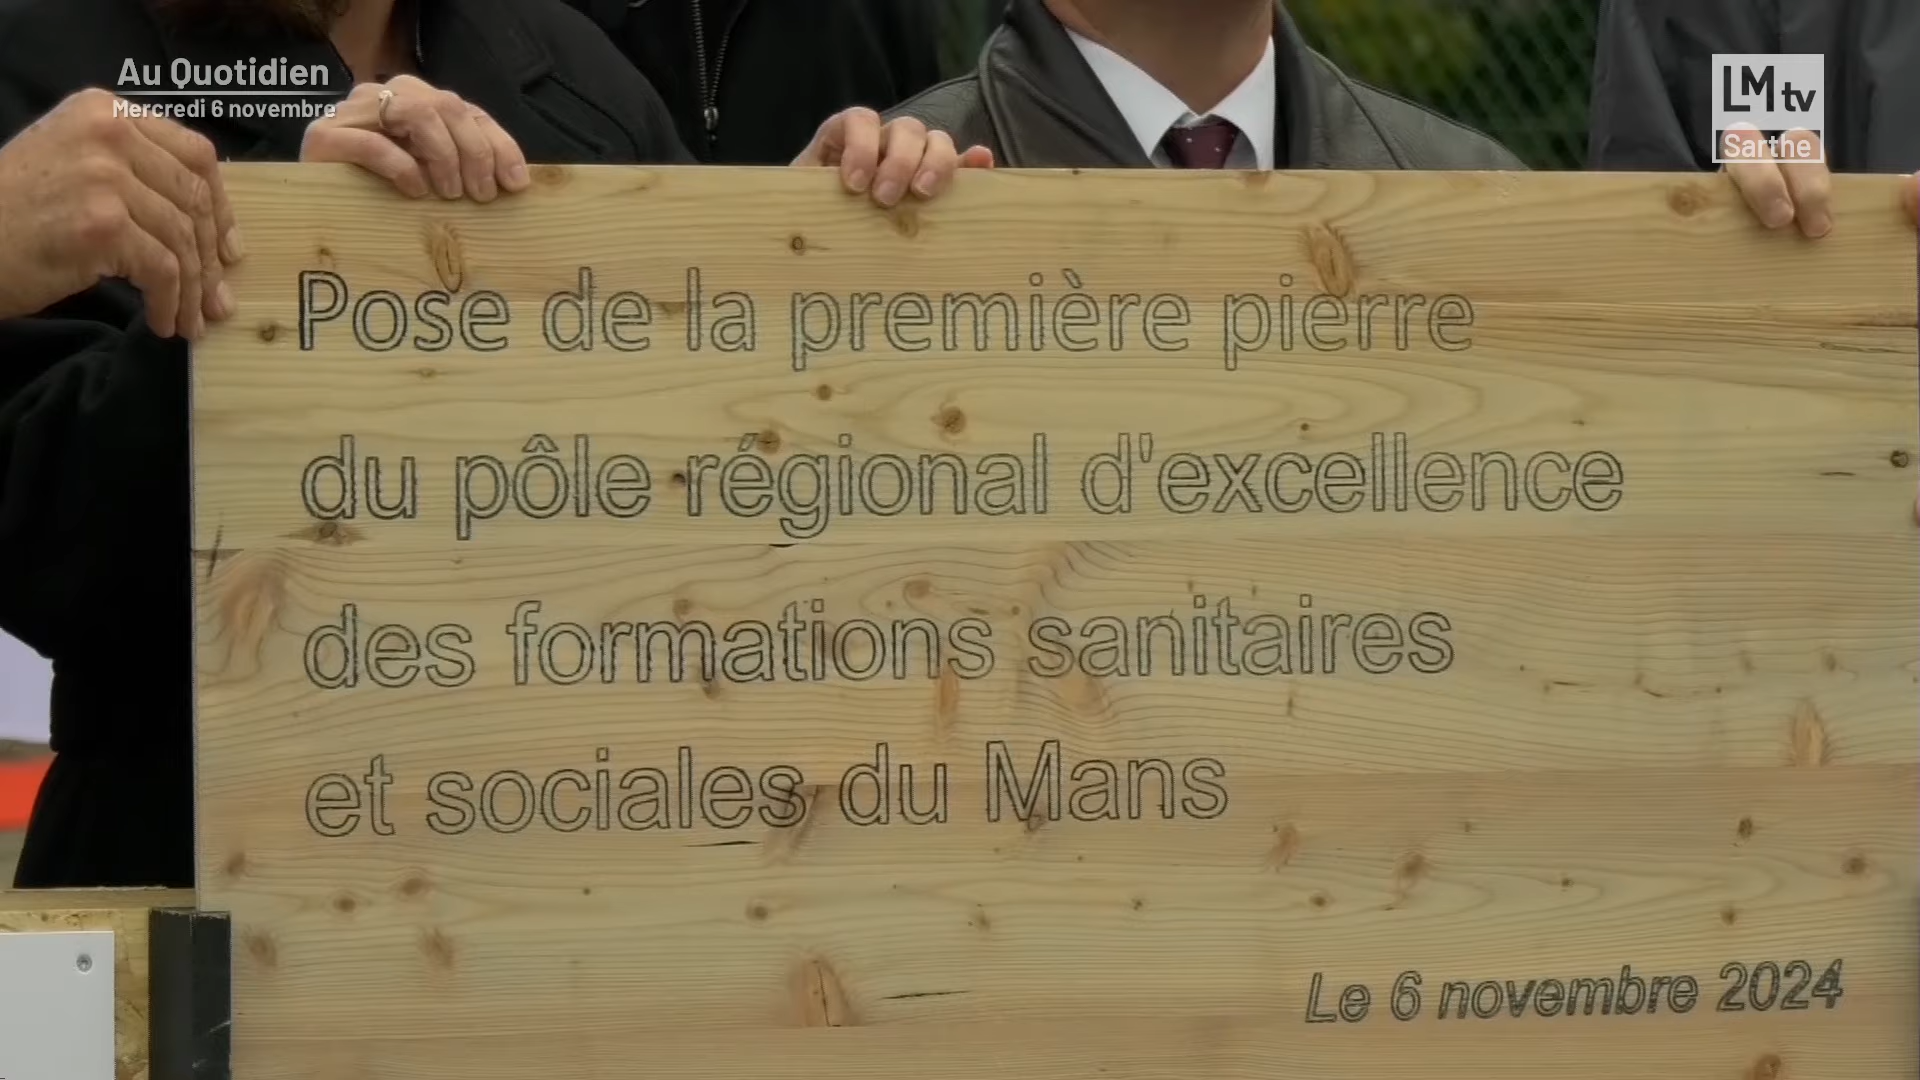 Au Quotidien
Mercredi 6 novembre
LM tv
Sarthe
Pose de la première pierre
du pôle régional d'excellence
des formations sanitaires
et sociales du Mans
Le 6 novembre 2024